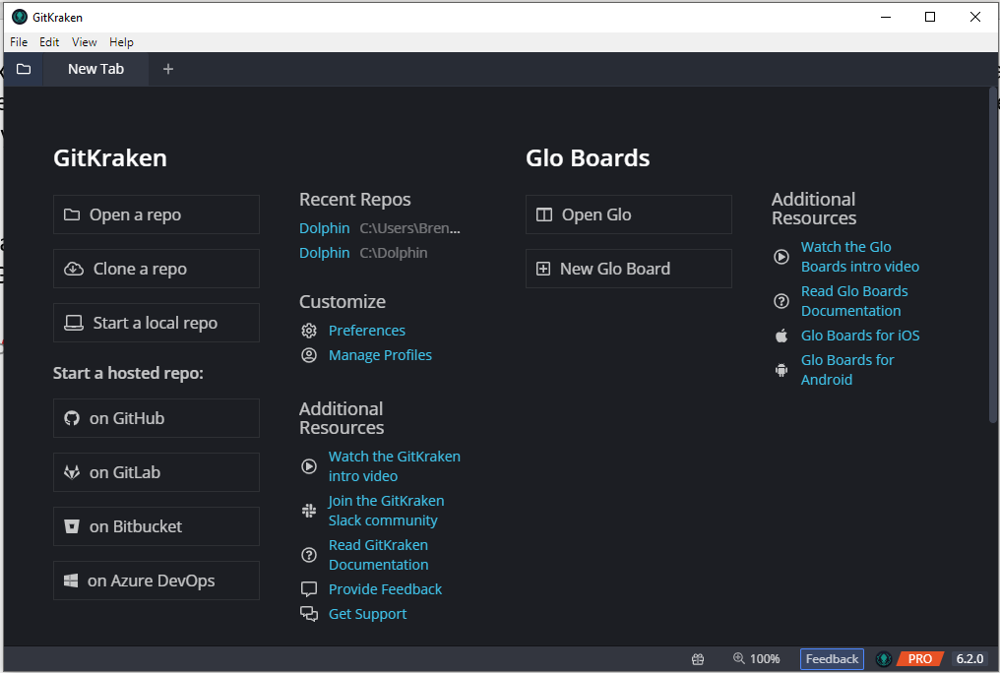 GitKraken
File Edit View Help
New Tab
GitKraken
Open a repo
Clone a repo
Start a local repo
Start a hosted repo:
on GitHub
on GitLab
on Bitbucket
on Azure DevOps
Recent Repos
Dolphin C:\Users\Bren...
Dolphin C:\Dolphin
Customize
Preferences
Manage Profiles
Additional
Resources
Watch the GitKraken
intro video
Join the GitKraken
Slack community
Read GitKraken
Documentation
Provide Feedback
Get Support
Glo Boards
Open Glo
New Glo Board
Additional
Resources
Watch the Glo
Boards intro video
Read Glo Boards
Documentation
Glo Boards for iOS
Glo Boards for
Android
100% Feedback PRO 6.2.0